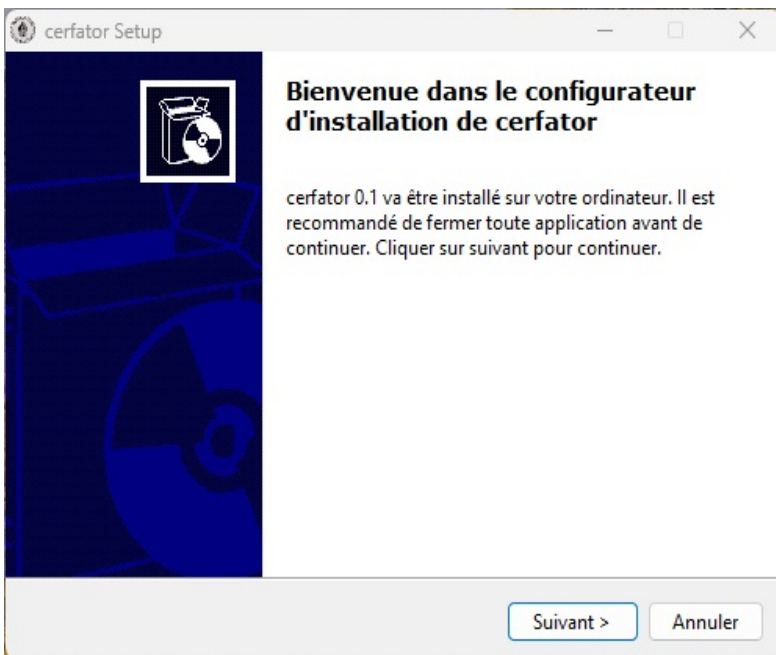 cerfator Setup
Bienvenue dans le configurateur
d'installation de cerfator
cerfator 0.1 va être installé sur votre ordinateur. Il est
recommandé de fermer toute application avant de
continuer. Cliquer sur suivant pour continuer.
Suivant >
Annuler